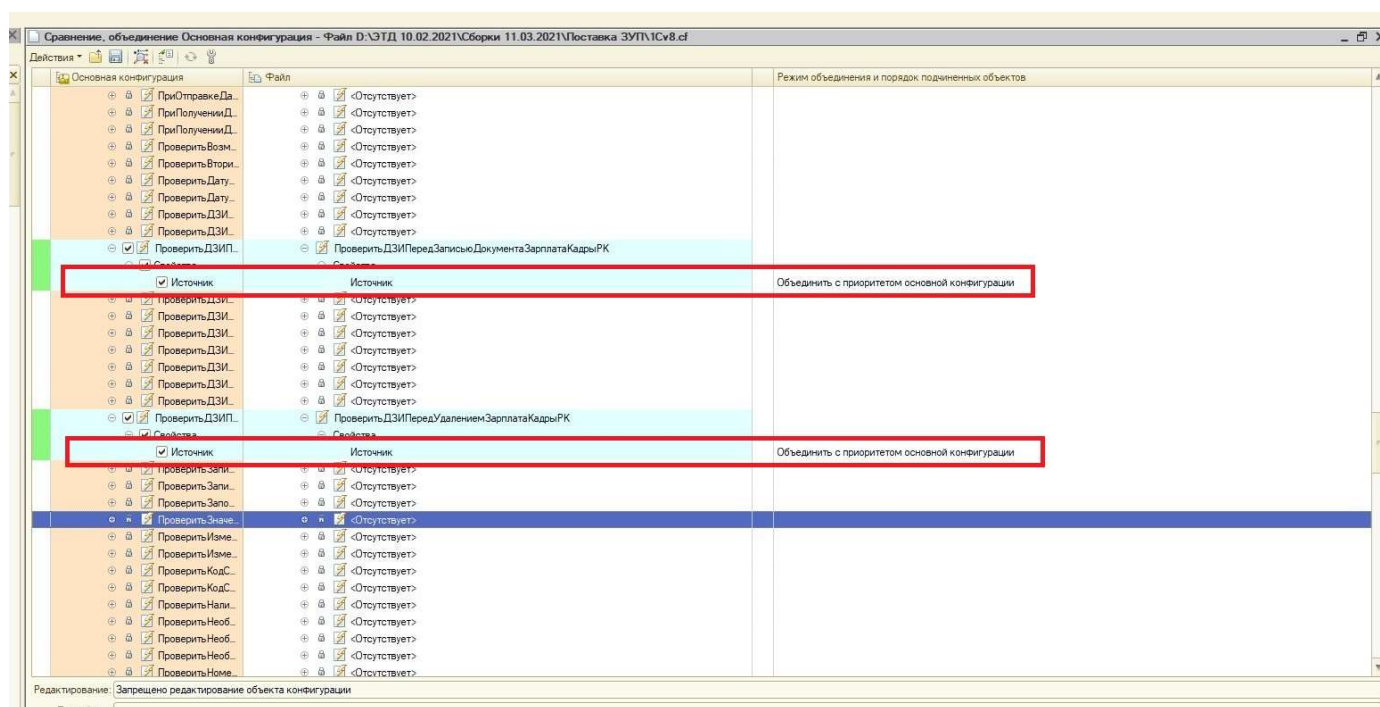 Сравнение, объединение Основная конфигурация - Файл D:\ЭТД 10.02.2021\Сборки 11.03.2021\Поставка ЗУП\1Cv8.cf
Действия
Основная конфигурация Файл Режим объединения и порядок подчиненных объектов
ПриОтправкеДа... <Отсутствует>
ПриПолученииД... <Отсутствует>
ПриПолученииД... <Отсутствует>
ПроверитьВозм... <Отсутствует>
ПроверитьВтори... <Отсутствует>
ПроверитьДату... <Отсутствует>
ПроверитьДату... <Отсутствует>
ПроверитьДЗИ... <Отсутствует>
ПроверитьДЗИ... <Отсутствует>
ПроверитьДЗИП... ПроверитьДЗИПередЗаписьюДокументаЗарплатаКадрыРК
Свойства Свойства
Источник Источник Объединить с приоритетом основной конфигурации
ПроверитьДЗИ... <Отсутствует>
ПроверитьДЗИ... <Отсутствует>
ПроверитьДЗИ... <Отсутствует>
ПроверитьДЗИ... <Отсутствует>
ПроверитьДЗИ... <Отсутствует>
ПроверитьДЗИ... <Отсутствует>
ПроверитьДЗИ... <Отсутствует>
ПроверитьДЗИП... ПроверитьДЗИПередУдалениемЗарплатаКадрыРК
Свойства Свойства
Источник Источник Объединить с приоритетом основной конфигурации
ПроверитьЗапи... <Отсутствует>
ПроверитьЗапи... <Отсутствует>
ПроверитьЗапо... <Отсутствует>
ПроверитьЗначе... <Отсутствует>
ПроверитьИзме... <Отсутствует>
ПроверитьИзме... <Отсутствует>
ПроверитьКодС... <Отсутствует>
ПроверитьКодС... <Отсутствует>
ПроверитьНали... <Отсутствует>
ПроверитьНеоб... <Отсутствует>
ПроверитьНеоб... <Отсутствует>
ПроверитьНеоб... <Отсутствует>
ПроверитьНоме... <Отсутствует>
Редактирование: Запрещено редактирование объекта конфигурации